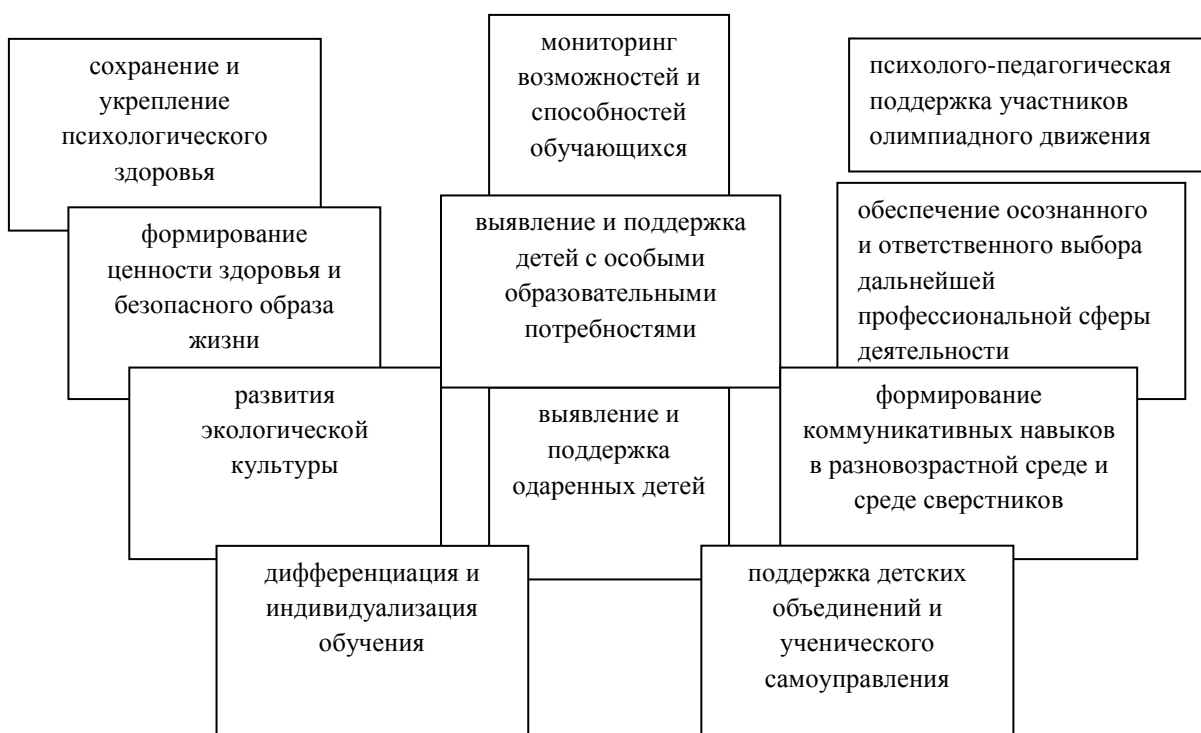 сохранение и
укрепление
психологического
здоровья
мониторинг
возможностей и
способностей
обучающихся
психолого-педагогическая
поддержка участников
олимпиадного движения
формирование
ценности здоровья и
безопасного образа
жизни
выявление и поддержка
детей с особыми
образовательными
потребностями
обеспечение осознанного
и ответственного выбора
дальнейшей
профессиональной сферы
деятельности
развития
экологической
культуры
выявление и
поддержка
одаренных детей
формирование
коммуникативных навыков
в разновозрастной среде и
среде сверстников
дифференциация и
индивидуализация
обучения
поддержка детских
объединений и
ученического
самоуправления